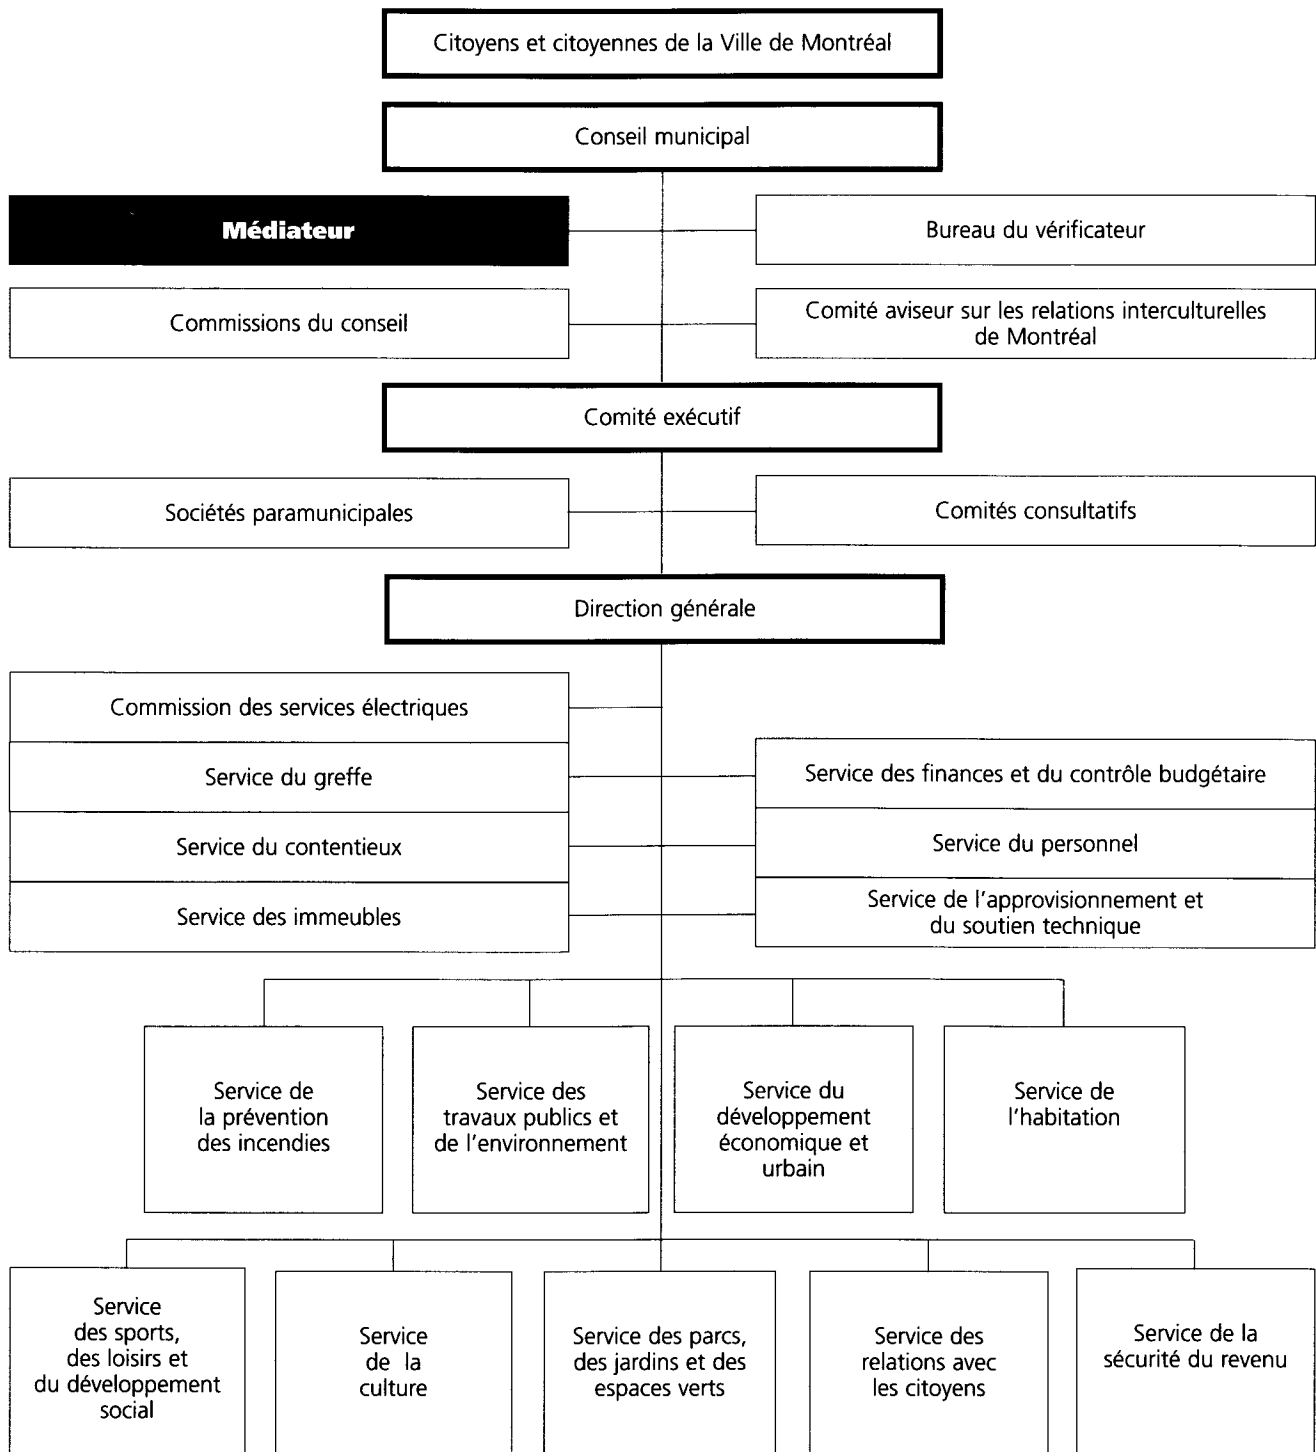 Citoyens et citoyennes de la Ville de Montréal
Conseil municipal
Médiateur
Bureau du vérificateur
Commissions du conseil
Comité aviseur sur les relations interculturelles
de Montréal
Comité exécutif
Sociétés paramunicipales
Comités consultatifs
Direction générale
Commission des services électriques
Service du greffe
Service des finances et du contrôle budgétaire
Service du contentieux
Service du personnel
Service des immeubles
Service de l'approvisionnement et
du soutien technique
Service de
la prévention
des incendies
Service des
travaux publics et
de l'environnement
Service du
développement
économique et
urbain
Service de
l'habitation
Service
des sports,
des loisirs et
du développement
social
Service
de la
culture
Service des parcs,
des jardins et des
espaces verts
Service des
relations avec
les citoyens
Service de la
sécurité du revenu